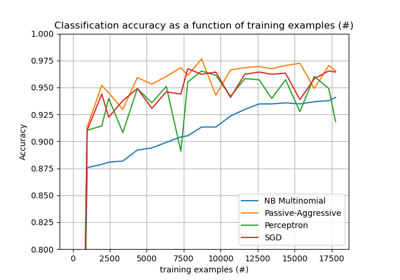 Classification accuracy as a function of training examples (#)
1.000
0.975
0.950
0.925
0.900
0.875
0.850
0.825
0.800
Accuracy
NB Multinomial
Passive-Aggressive
Perceptron
SGD
0 2500 5000 7500 10000 12500 15000 17500
training examples (#)